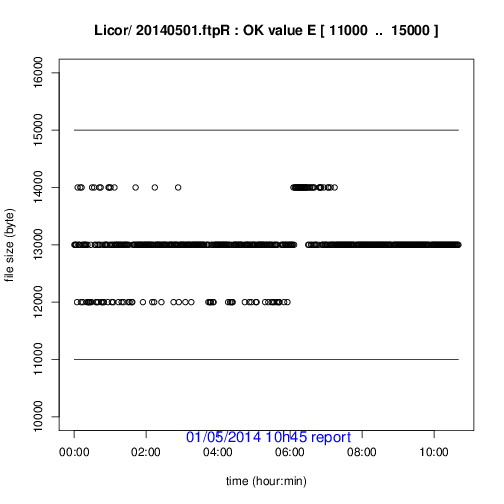 Licor/ 20140501.ftpR : OK value E [ 11000 .. 15000 ]
file size (byte)
16000
15000
14000
13000
12000
11000
10000
01/05/2014 10h45 report
00:00 02:00 04:00 06:00 08:00 10:00
time (hour:min)